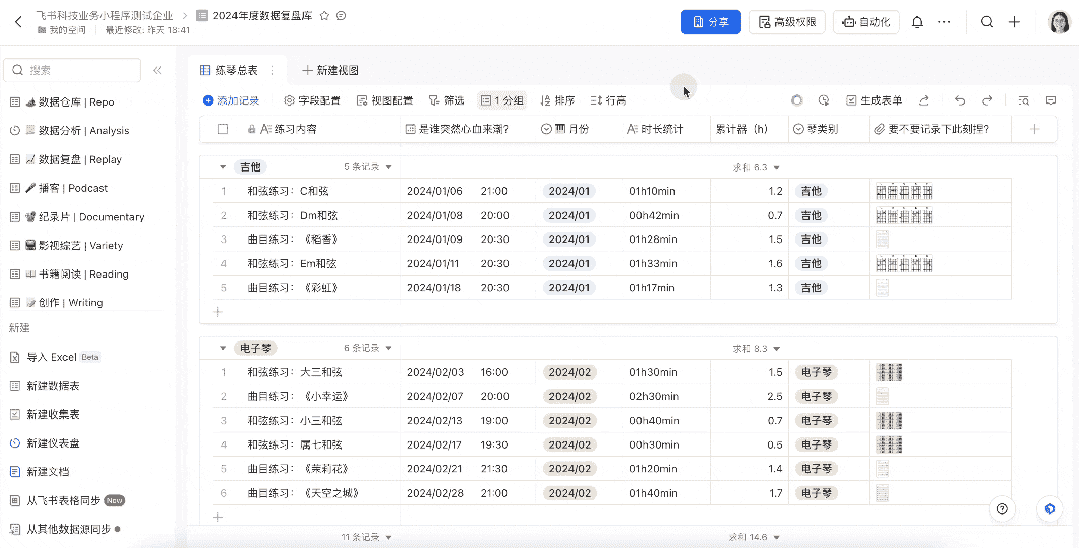 飞书科技业务小程序测试企业 > 2024年度数据复盘库
我的空间 | 最近修改: 昨天 18:41
分享 高级权限 自动化
搜索
数据仓库 | Repo
数据分析 | Analysis
数据复盘 | Replay
播客 | Podcast
纪录片 | Documentary
影视综艺 | Variety
书籍阅读 | Reading
创作 | Writing
新建
导入 Excel Beta
新建数据表
新建收集表
新建仪表盘
新建文档
从飞书表格同步 New
从其他数据源同步
练琴总表 新建视图
添加记录 字段配置 视图配置 筛选 1 分组 排序 行高 生成表单
练习内容 是谁突然心血来潮? 月份 时长统计 累计器（h） 琴类别 要不要记录下此刻捏?
吉他 5 条记录 求和 6.3
1 和弦练习：C和弦 2024/01/06 21:00 2024/01 01h10min 1.2 吉他
2 和弦练习：Dm和弦 2024/01/08 20:00 2024/01 00h42min 0.7 吉他
3 曲目练习：《稻香》 2024/01/09 20:30 2024/01 01h28min 1.5 吉他
4 和弦练习：Em和弦 2024/01/11 20:30 2024/01 01h33min 1.6 吉他
5 曲目练习：《彩虹》 2024/01/18 20:30 2024/01 01h17min 1.3 吉他
电子琴 6 条记录 求和 8.3
1 和弦练习：大三和弦 2024/02/03 16:00 2024/02 01h30min 1.5 电子琴
2 曲目练习：《小幸运》 2024/02/07 20:00 2024/02 02h30min 2.5 电子琴
3 和弦练习：小三和弦 2024/02/13 19:00 2024/02 00h40min 0.7 电子琴
4 和弦练习：属七和弦 2024/02/17 19:30 2024/02 00h30min 0.5 电子琴
5 曲目练习：《茉莉花》 2024/02/21 21:30 2024/02 01h20min 1.4 电子琴
6 曲目练习：《天空之城》 2024/02/28 21:00 2024/02 01h40min 1.7 电子琴
11 条记录 求和 14.6